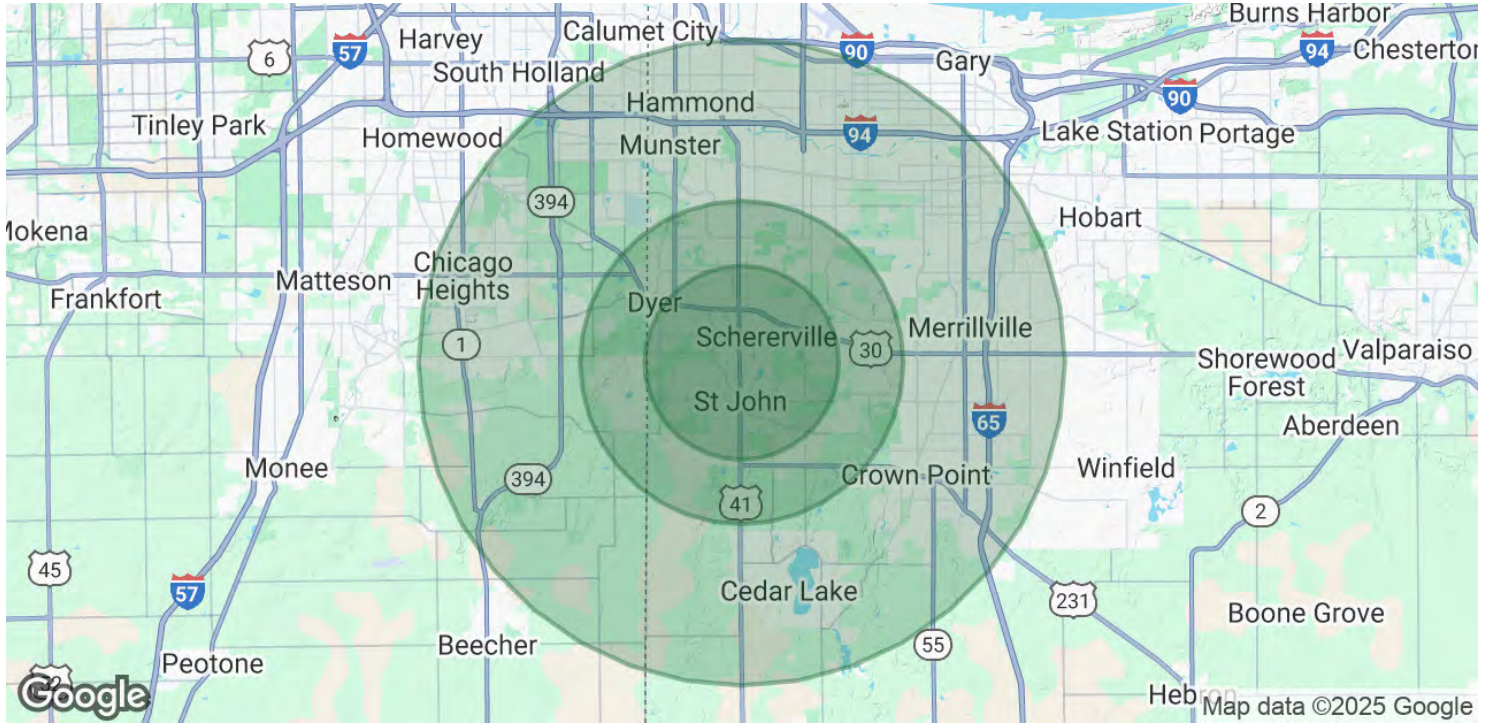 Burns Harbor
Calumet City
57
Harvey
90
94
6
Chesterton
Gary
South Holland
90
Hammond
Tinley Park
Homewood
94
Lake Station
Portage
Munster
394
Hobart
Mokena
Chicago
Heights
Matteson
Frankfort
Dyer
Merrillville
Schererville
1
30
Shorewood
Forest
Valparaiso
St John
65
Aberdeen
Monee
Crown Point
Winfield
394
41
2
45
57
Cedar Lake
231
Boone Grove
Beecher
55
Peotone
Google
Map data ©2025 Google